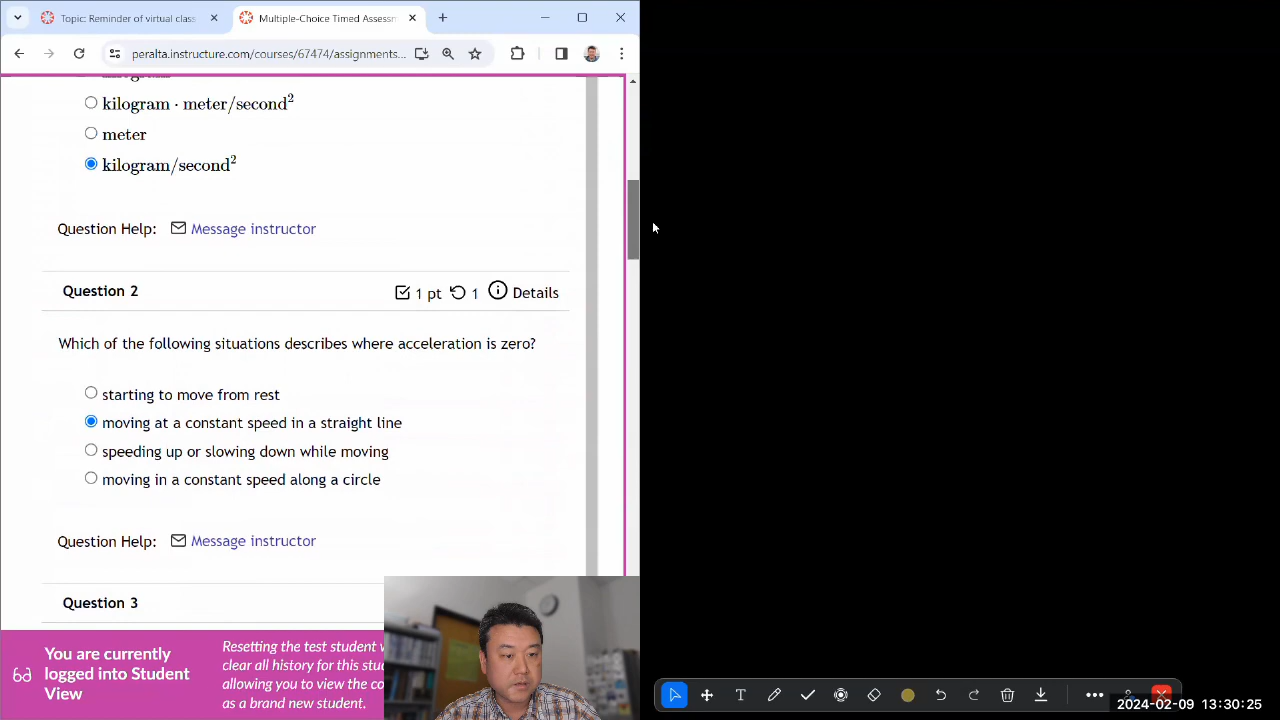 Topic: Reminder of virtual class
Multiple-Choice Timed Assessm
peralta.instructure.com/courses/67474/assignments...
kilogram · meter/second²
meter
kilogram/second²
Question Help: Message instructor
Question 2
1 pt 1 Details
Which of the following situations describes where acceleration is zero?
starting to move from rest
moving at a constant speed in a straight line
speeding up or slowing down while moving
moving in a constant speed along a circle
Question Help: Message instructor
Question 3
You are currently
logged into Student
View
Resetting the test student
clear all history for this stu
allowing you to view the co
as a brand new student.
2024-02-09 13:30:25